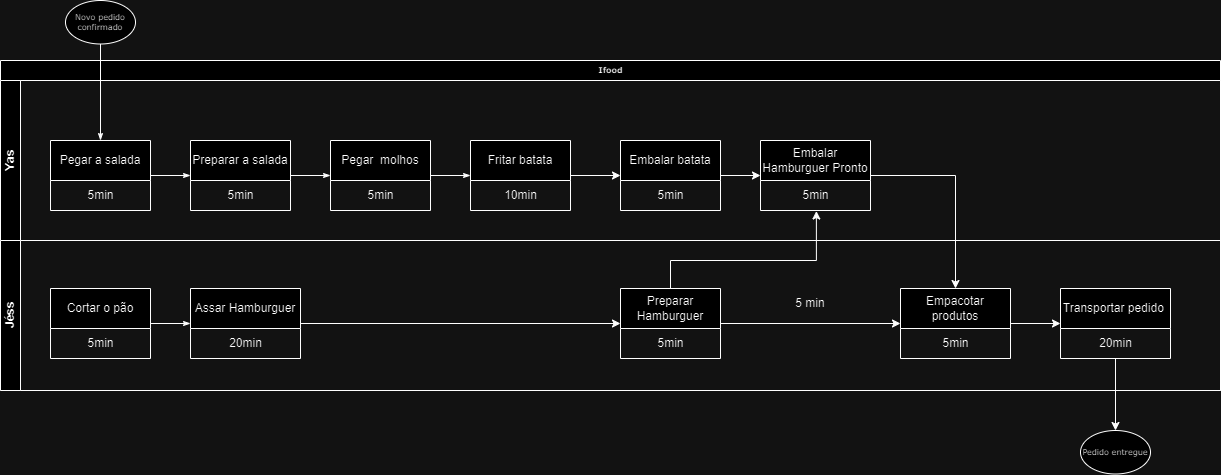 Novo pedido
confirmado
Ifood
Yas
Pegar a salada
5min
Preparar a salada
5min
Pegar molhos
5min
Fritar batata
10min
Embalar batata
5min
Embalar
Hamburguer Pronto
5min
Jéss
Cortar o pão
5min
Assar Hamburguer
20min
Preparar
Hamburguer
5min
5 min
Empacotar
produtos
5min
Transportar pedido
20min
Pedido entregue